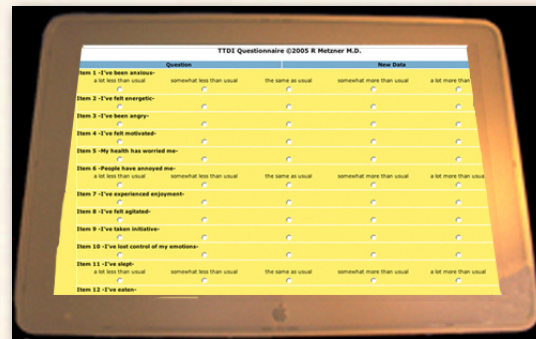 TTDI Questionnaire ©2005 R Metzner M.D.
Question New Data
Item 1 -I've been anxious-
a lot less than usual somewhat less than usual the same as usual somewhat more than usual a lot more than
Item 2 -I've felt energetic-
Item 3 -I've been angry-
Item 4 -I've felt motivated-
Item 5 -My health has worried me-
Item 6 -People have annoyed me-
a lot less than usual somewhat less than usual the same as usual somewhat more than usual a lot more than usual
Item 7 -I've experienced enjoyment-
Item 8 -I've felt agitated-
Item 9 -I've taken initiative-
Item 10 -I've lost control of my emotions-
Item 11 -I've slept-
a lot less than usual somewhat less than usual the same as usual somewhat more than usual a lot more than usual
Item 12 -I've eaten-